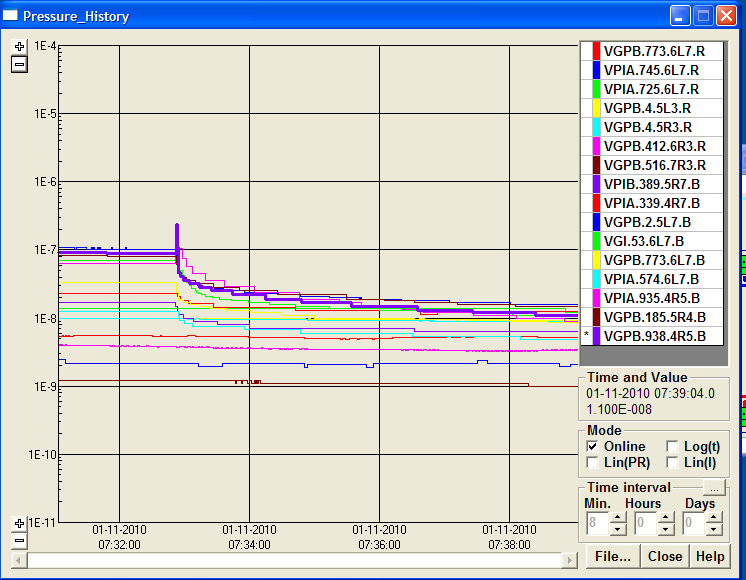 Pressure_History
1E-4
1E-5
1E-6
1E-7
1E-8
1E-9
1E-10
1E-11
01-11-2010 01-11-2010 01-11-2010 01-11-2010
07:32:00 07:34:00 07:36:00 07:38:00
VGPB.773.6L7.R
VPIA.745.6L7.R
VPIA.725.6L7.R
VGPB.4.5L3.R
VGPB.4.5R3.R
VGPB.412.6R3.R
VGPB.516.7R3.R
VPIB.389.5R7.B
VPIA.339.4R7.B
VGPB.2.5L7.B
VGI.53.6L7.B
VGPB.773.6L7.B
VPIA.574.6L7.B
VPIA.935.4R5.B
VGPB.185.5R4.B
* VGPB.938.4R5.B
Time and Value
01-11-2010 07:39:04.0
1.100E-008
Mode
Online Log(t)
Lin(PR) Lin(I)
Time interval ...
Min. Hours Days
8 0 0
File... Close Help